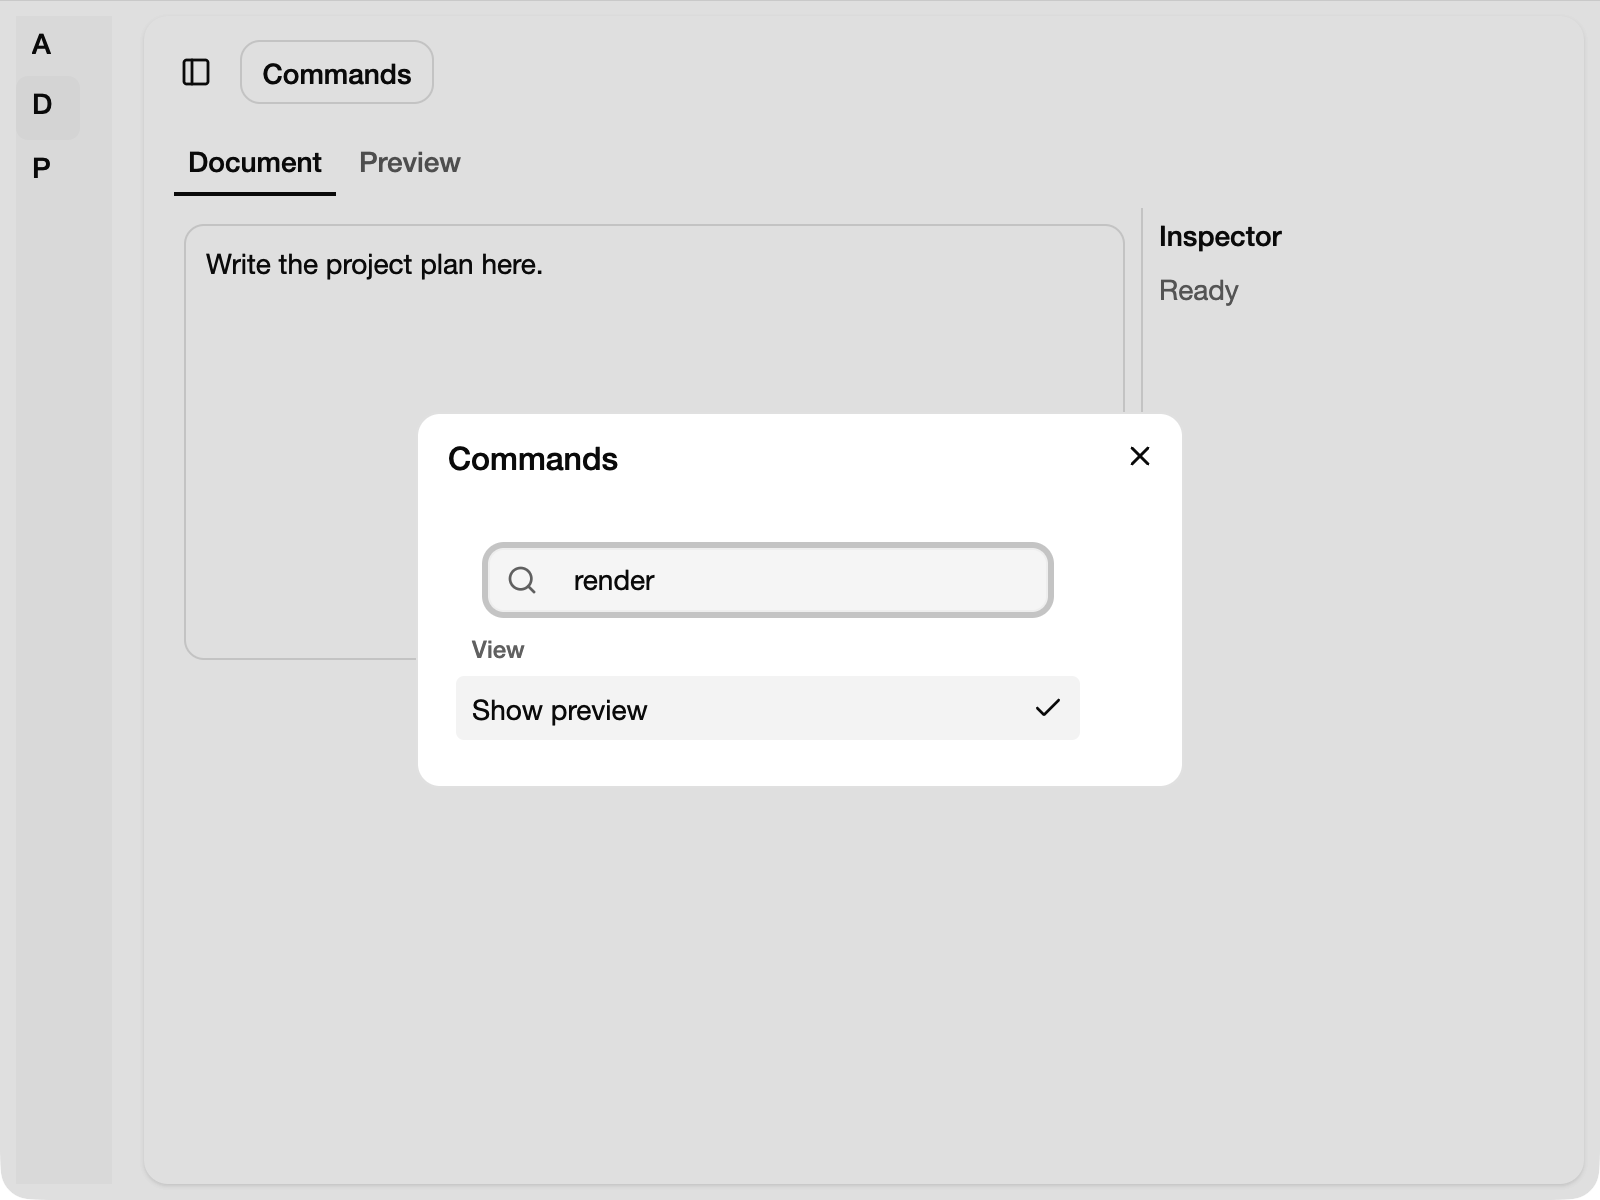 A
D
P
Commands
Document Preview
Write the project plan here.
Inspector
Ready
Commands
render
View
Show preview